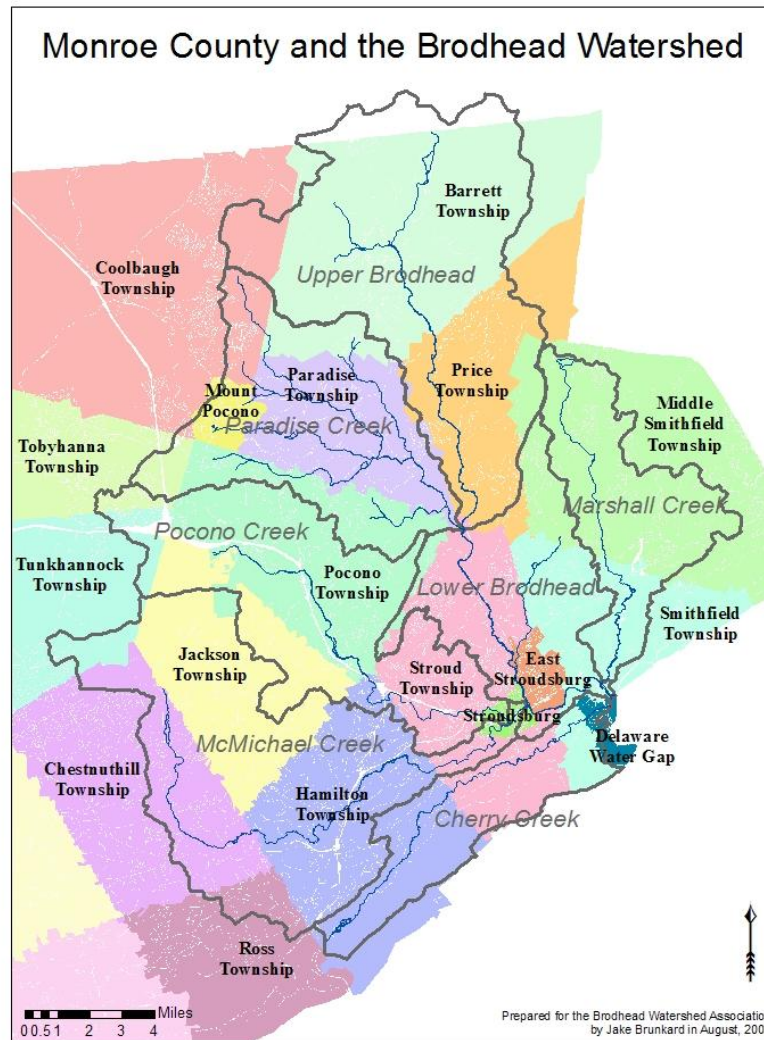 Monroe County and the Brodhead Watershed
Barrett
Township
Coolbaugh
Township
Upper Brodhead
Paradise
Township
Price
Township
Mount
Pocono
Paradise Creek
Middle
Smithfield
Township
Tobyhanna
Township
Marshall Creek
Pocono Creek
Tunkhannock
Township
Pocono
Township
Lower Brodhead
Smithfield
Township
Jackson
Township
Stroud
Township
East
Stroudsburg
Stroudsburg
Delaware
Water Gap
McMichael Creek
Chestnuthill
Township
Hamilton
Township
Cherry Creek
Ross
Township
Miles
0 0.5 1 2 3 4
Prepared for the Brodhead Watershed Associatio
by Jake Brunkard in August, 200